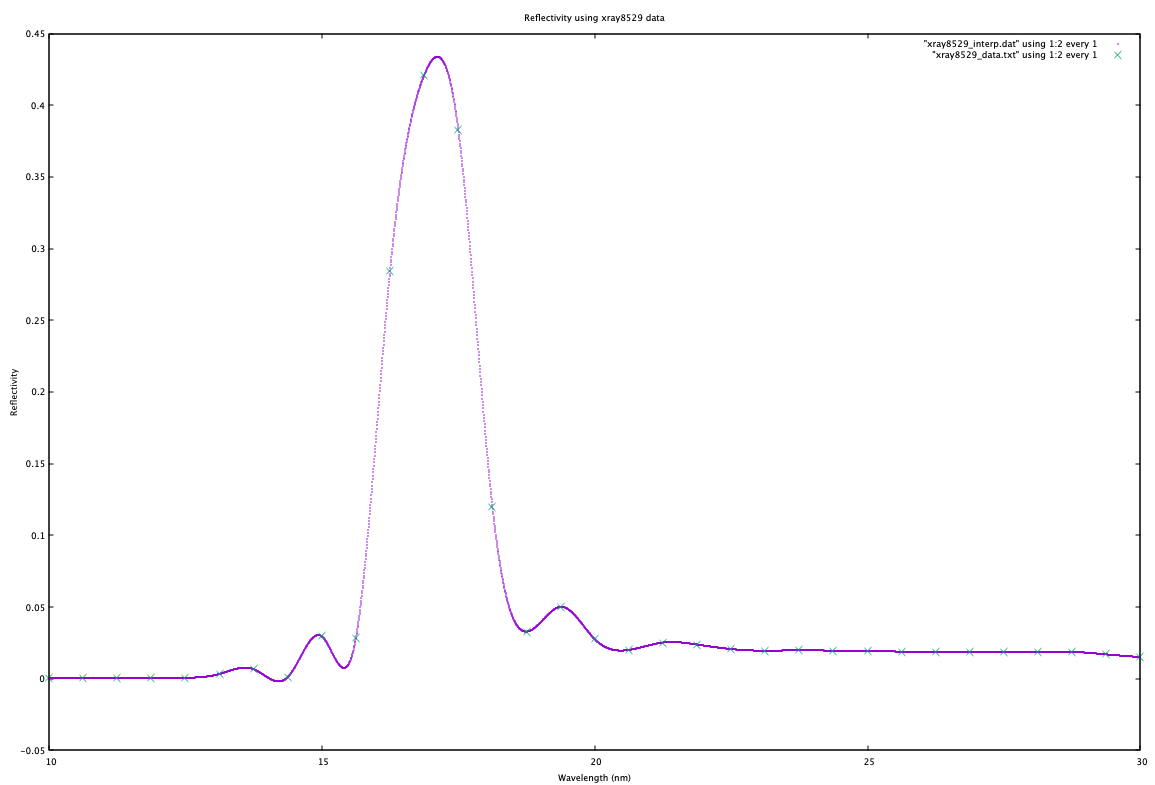 Reflectivity using xray8529 data
"xray8529_interp.dat" using 1:2 every 1
"xray8529_data.txt" using 1:2 every 1
0.45
0.4
0.35
0.3
0.25
0.2
0.15
0.1
0.05
0
-0.05
Reflectivity
10 15 20 25 30
Wavelength (nm)